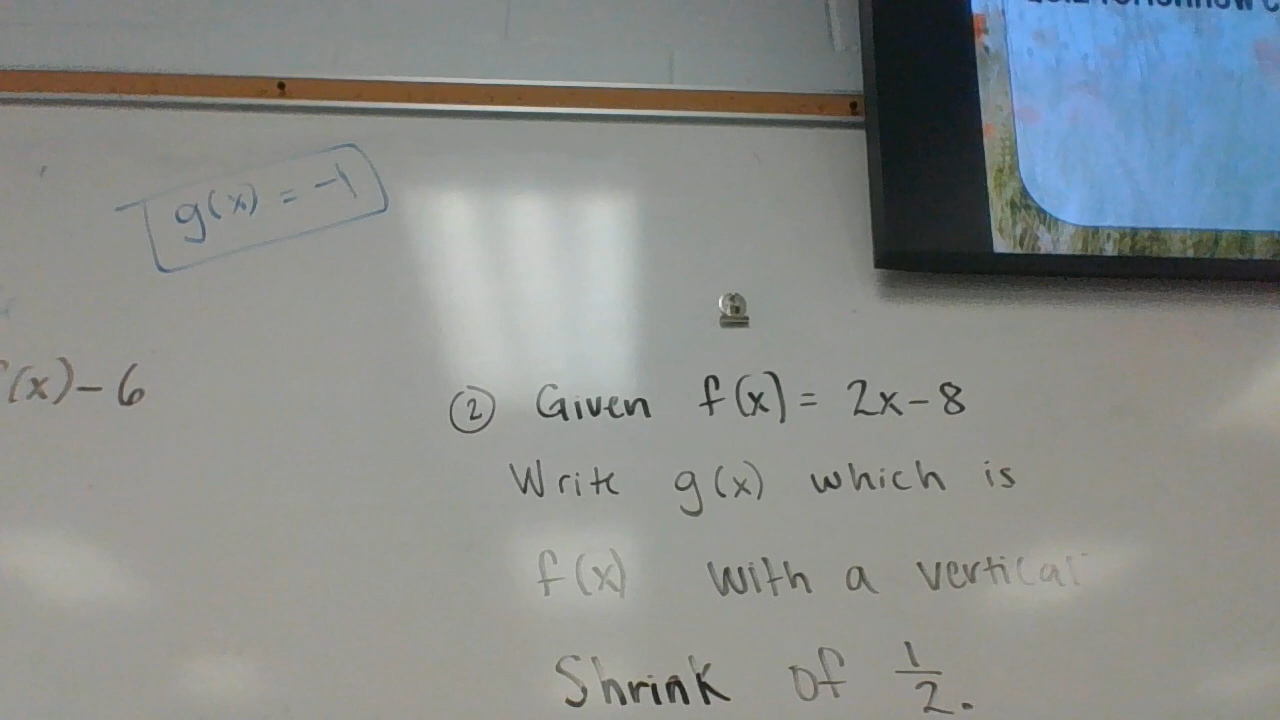 g(x) = -1
(x) - 6
② Given f(x) = 2x - 8
Write g(x) which is
f(x) with a vertical
Shrink of 1/2.